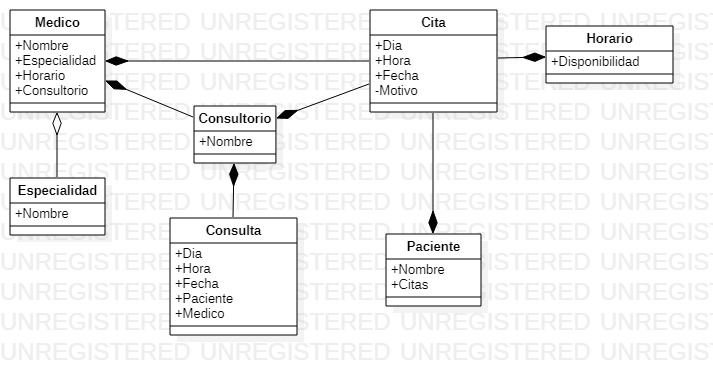 Medico
+Nombre
+Especialidad
+Horario
+Consultorio
Cita
+Dia
+Hora
+Fecha
-Motivo
Horario
+Disponibilidad
Consultorio
+Nombre
Especialidad
+Nombre
Consulta
+Dia
+Hora
+Fecha
+Paciente
+Medico
Paciente
+Nombre
+Citas
UNREGISTERED UNREGISTERED UNREGISTERED